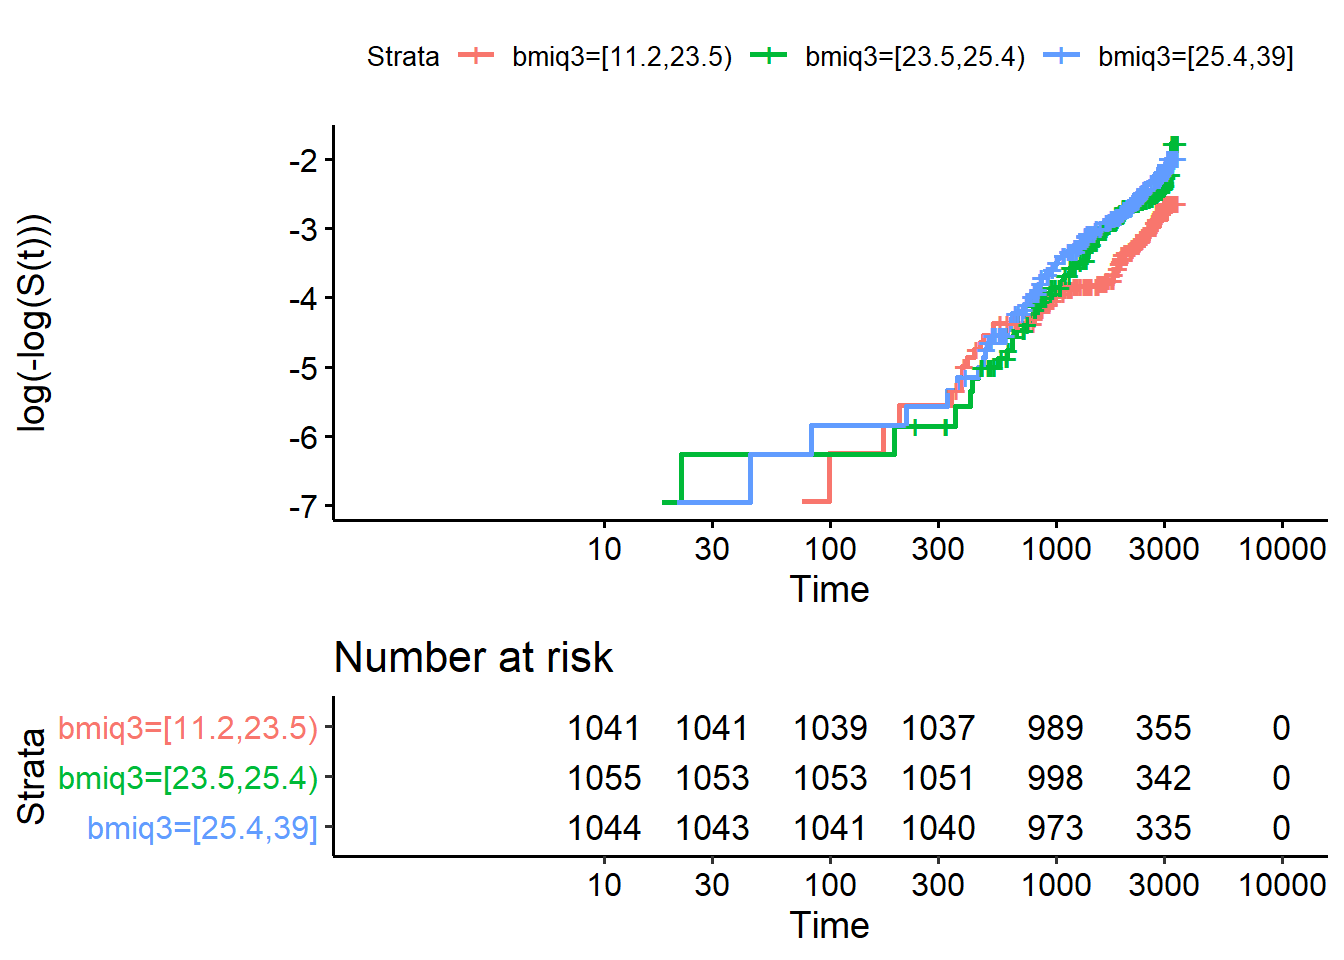 Strata bmiq3=[11.2,23.5) bmiq3=[23.5,25.4) bmiq3=[25.4,39]
log(-log(S(t)))
-2
-3
-4
-5
-6
-7
10 30 100 300 1000 3000 10000
Time
Number at risk
Strata
bmiq3=[11.2,23.5) 1041 1041 1039 1037 989 355 0
bmiq3=[23.5,25.4) 1055 1053 1053 1051 998 342 0
bmiq3=[25.4,39] 1044 1043 1041 1040 973 335 0
10 30 100 300 1000 3000 10000
Time